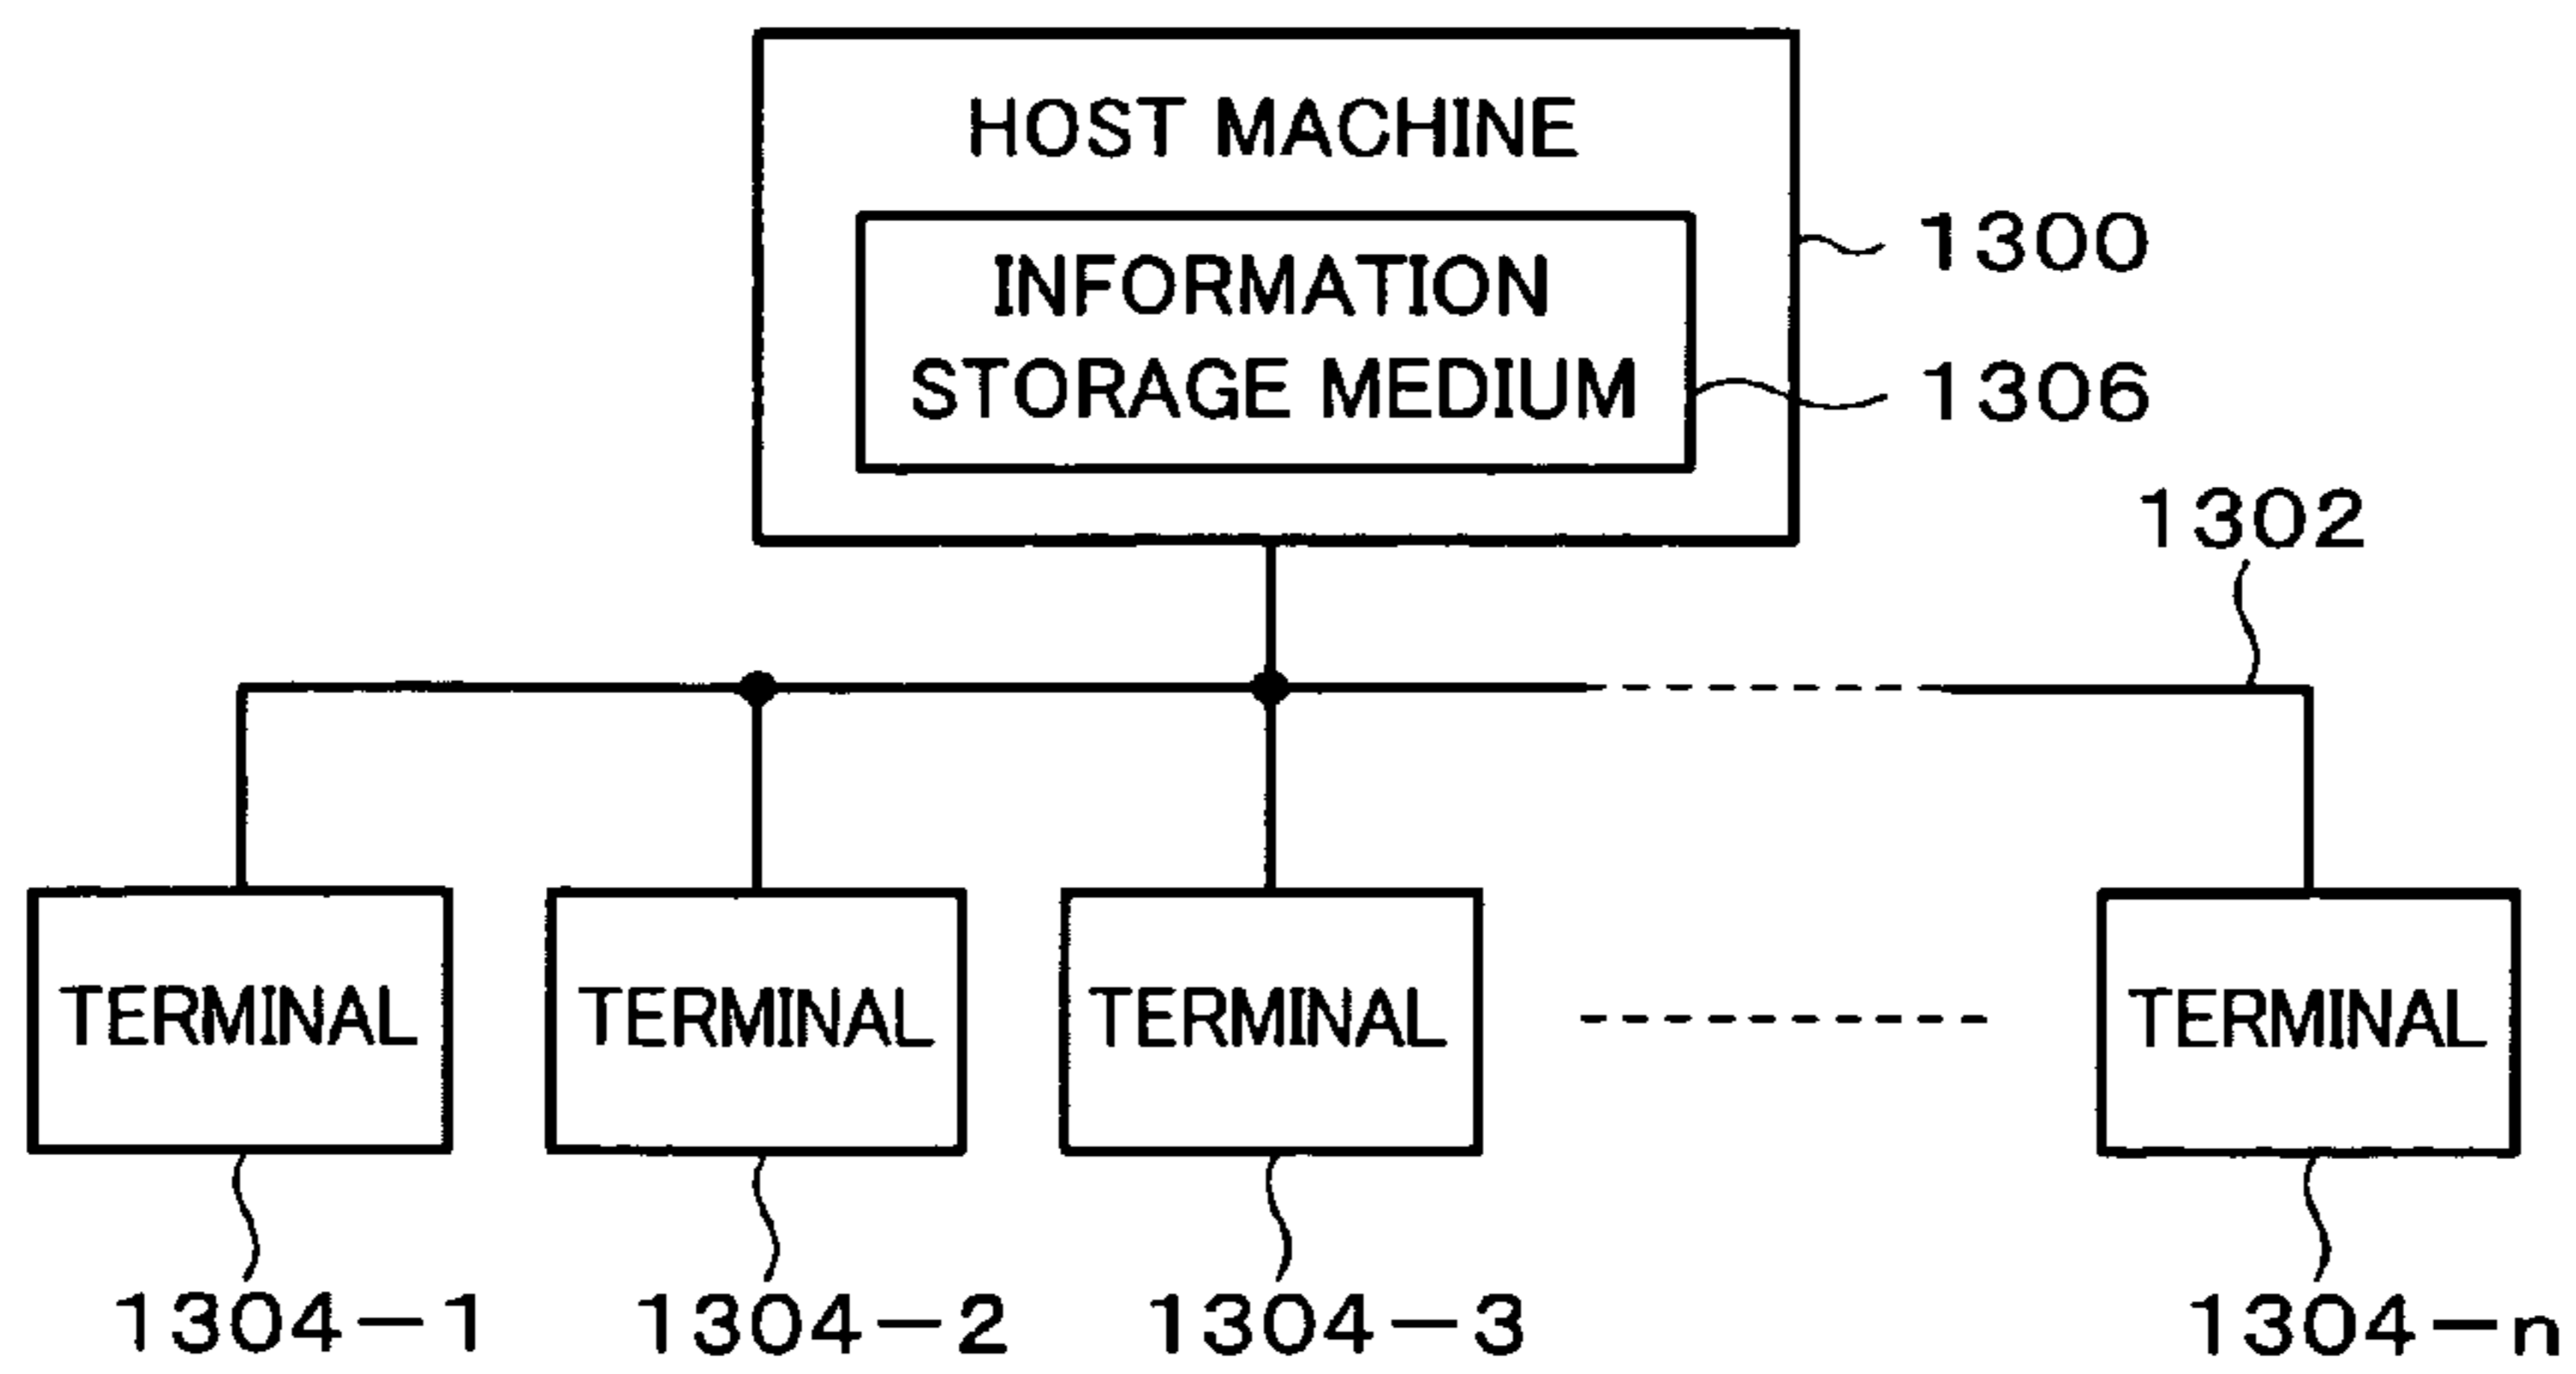 HOST MACHINE
INFORMATION
STORAGE MEDIUM
1300
1306
1302
TERMINAL
TERMINAL
TERMINAL
TERMINAL
1304-1
1304-2
1304-3
1304-n